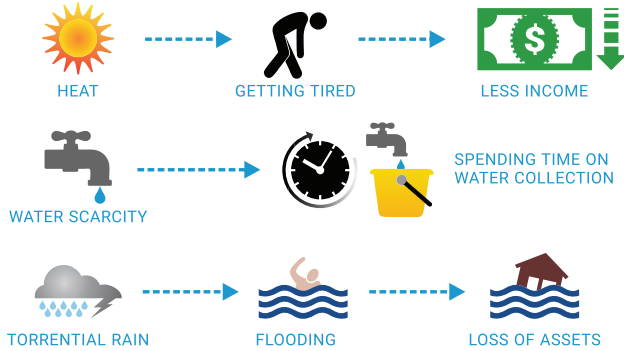 $
HEAT
GETTING TIRED
LESS INCOME
WATER SCARCITY
SPENDING TIME ON
WATER COLLECTION
TORRENTIAL RAIN
FLOODING
LOSS OF ASSETS